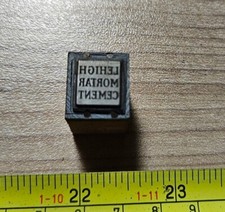 LEHIGH
MORTAR
CEMENT
1-10 22 1-11 23